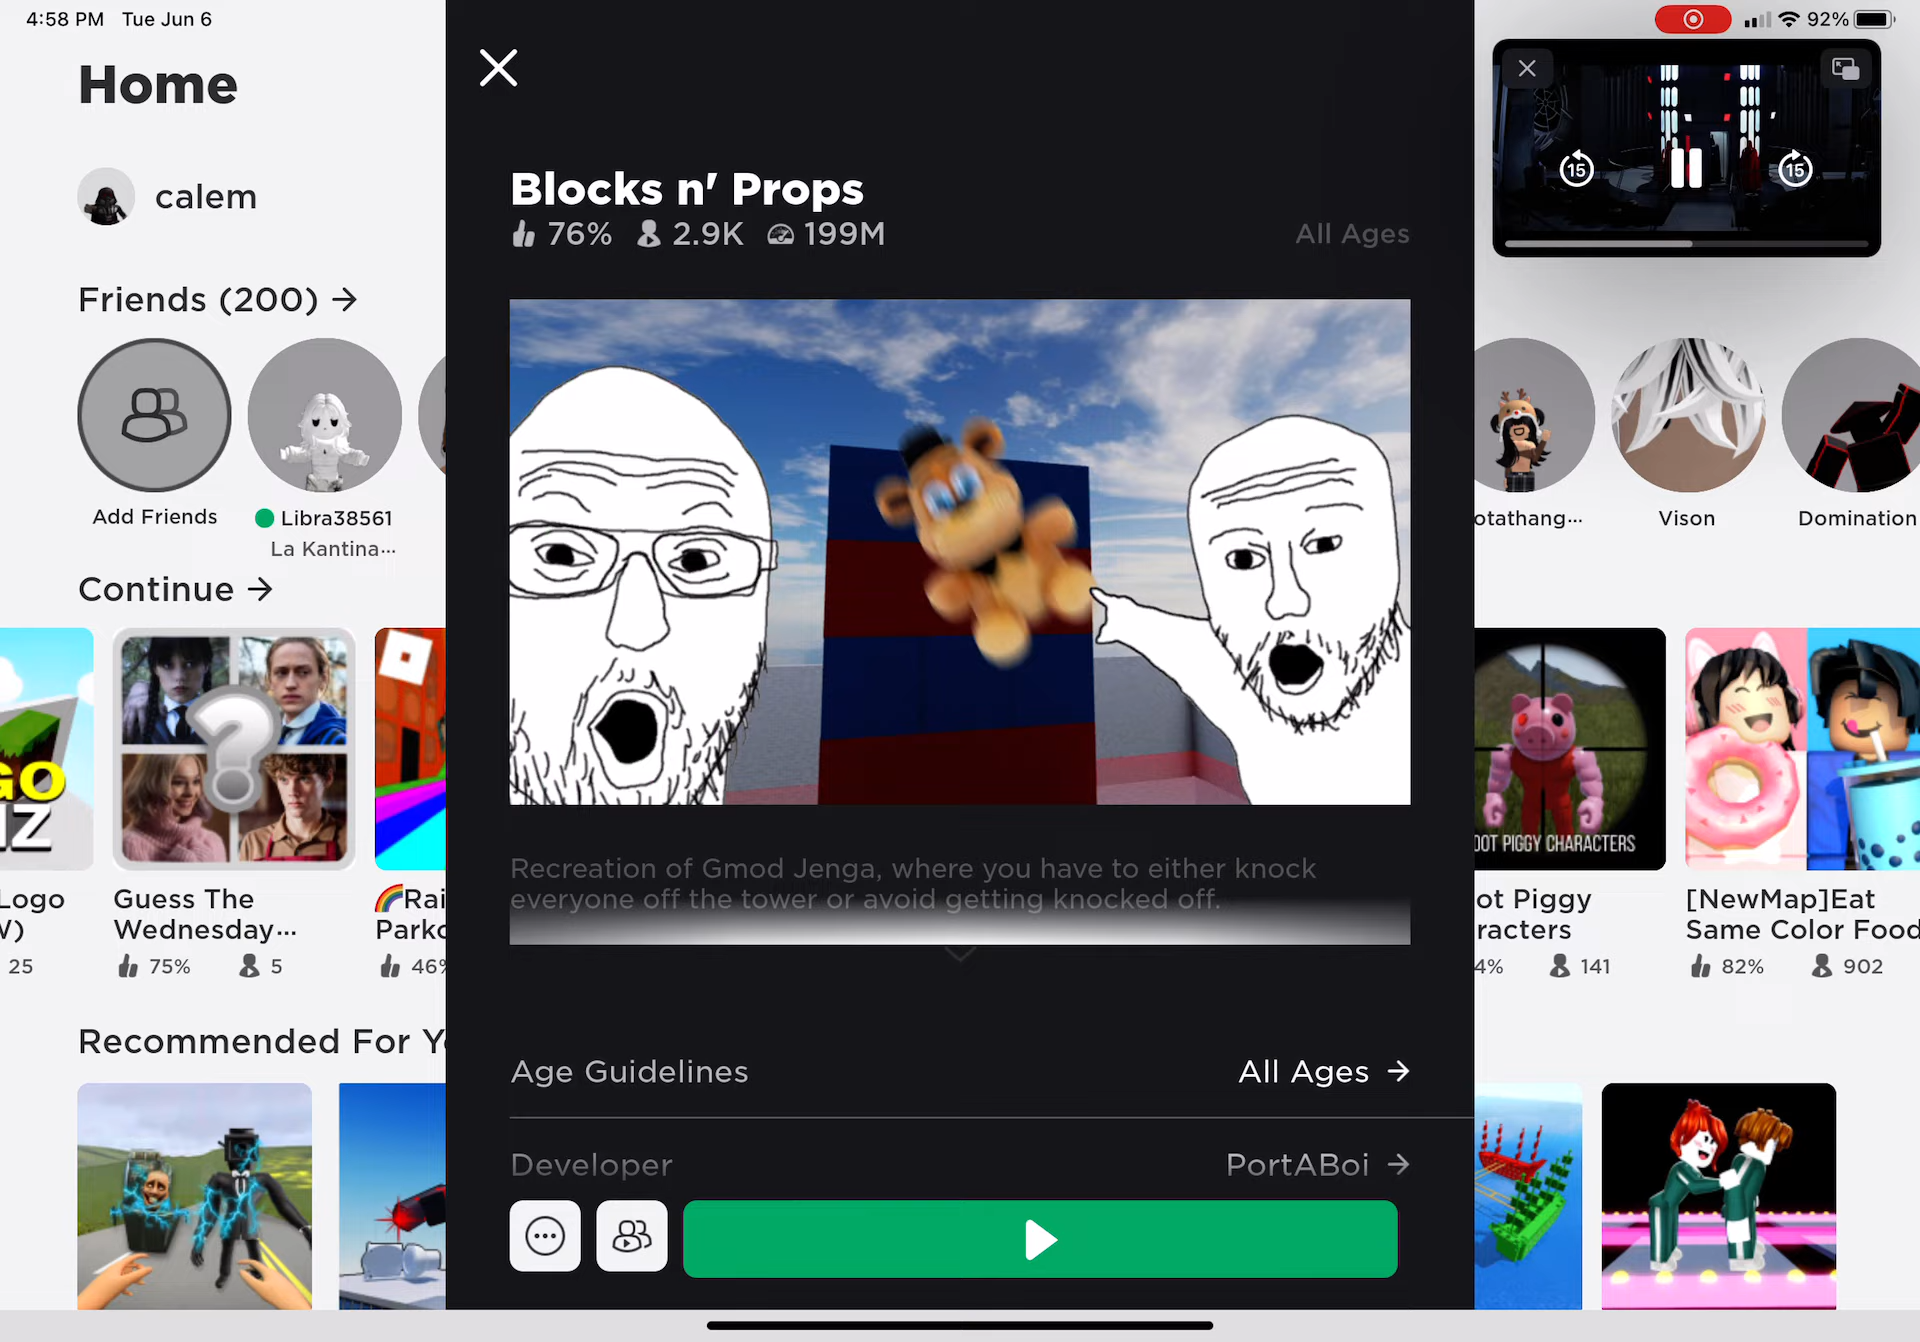 4:58 PM Tue Jun 6
92%
Home
calem
Friends (200)
Add Friends
Libra38561
La Kantina...
otathang...
Vison
Domination
Continue
GO
IZ
Logo
W)
25
Guess The
Wednesday...
75% 5
🌈Rai
Parko
46%
Blocks n' Props
76% 2.9K 199M
All Ages
15
15
Recreation of Gmod Jenga, where you have to either knock
everyone off the tower or avoid getting knocked off.
Age Guidelines
All Ages
Developer
PortABoi
OOT PIGGY CHARACTERS
ot Piggy
racters
4% 141
[NewMap]Eat
Same Color Food
82% 902
Recommended For Yo